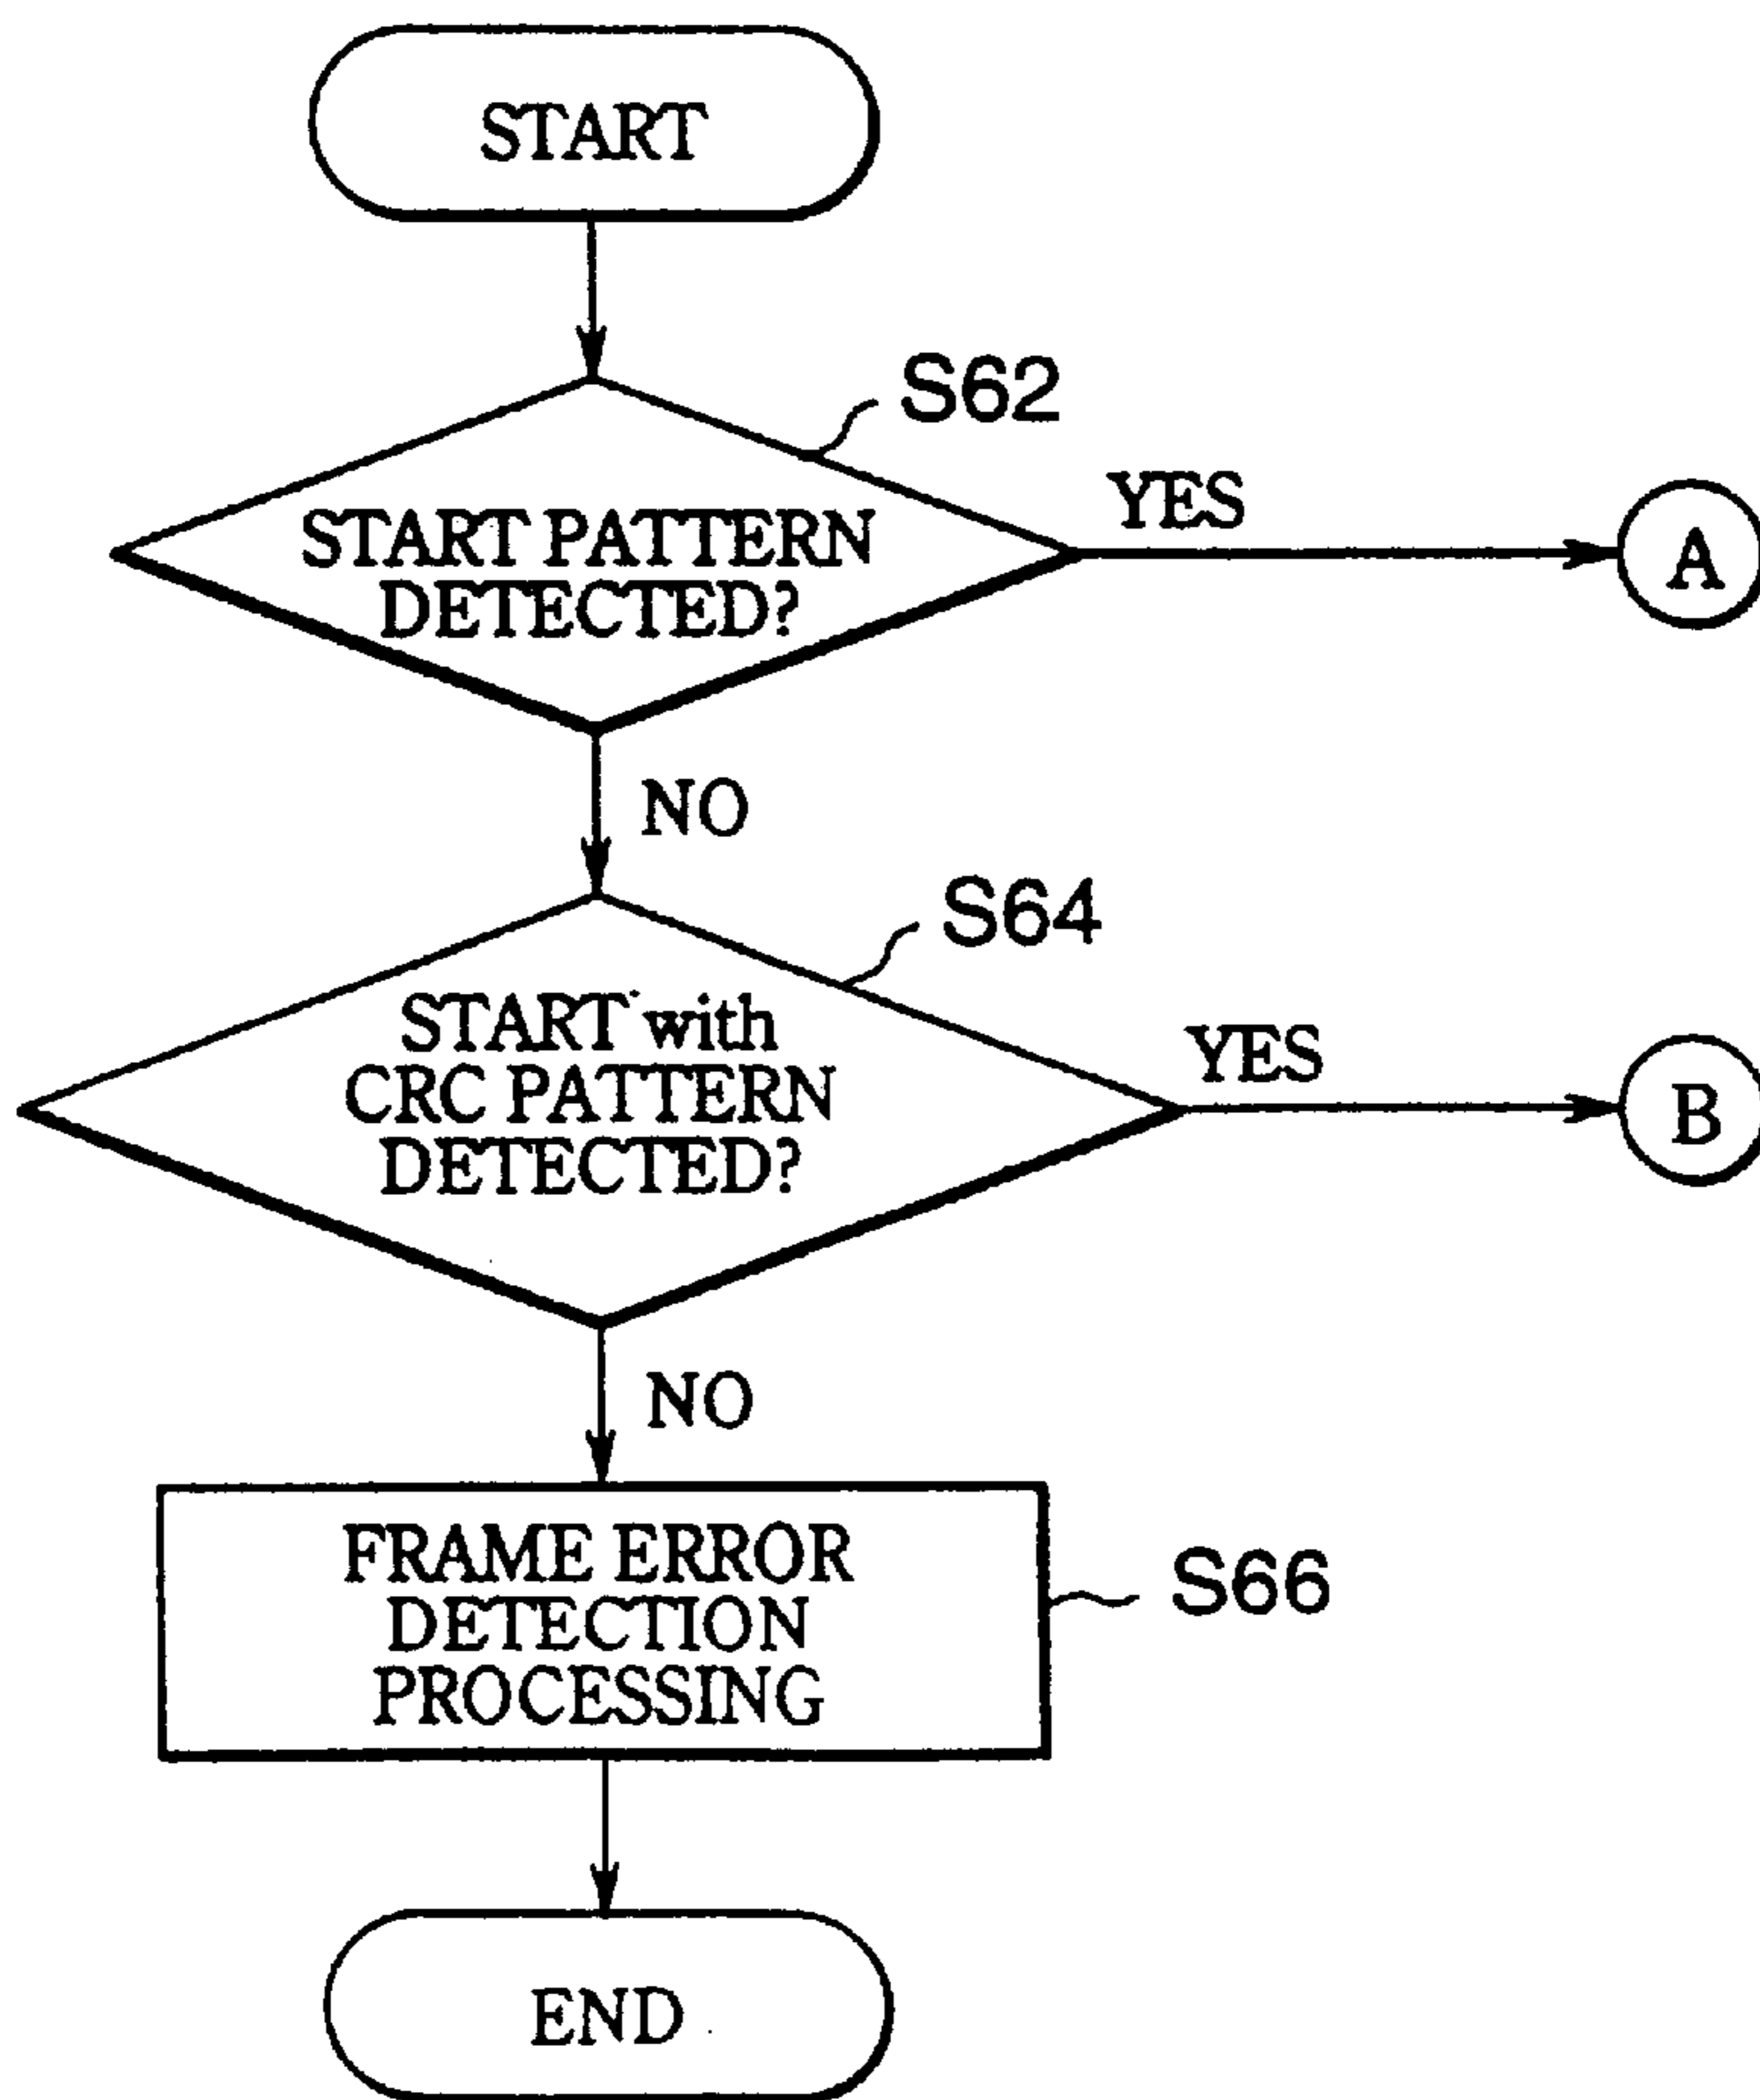 START
S62
START PATTERN
DETECTED?
YES
A
NO
S64
START with
CRC PATTERN
DETECTED?
YES
B
NO
FRAME ERROR
DETECTION
PROCESSING
S66
END